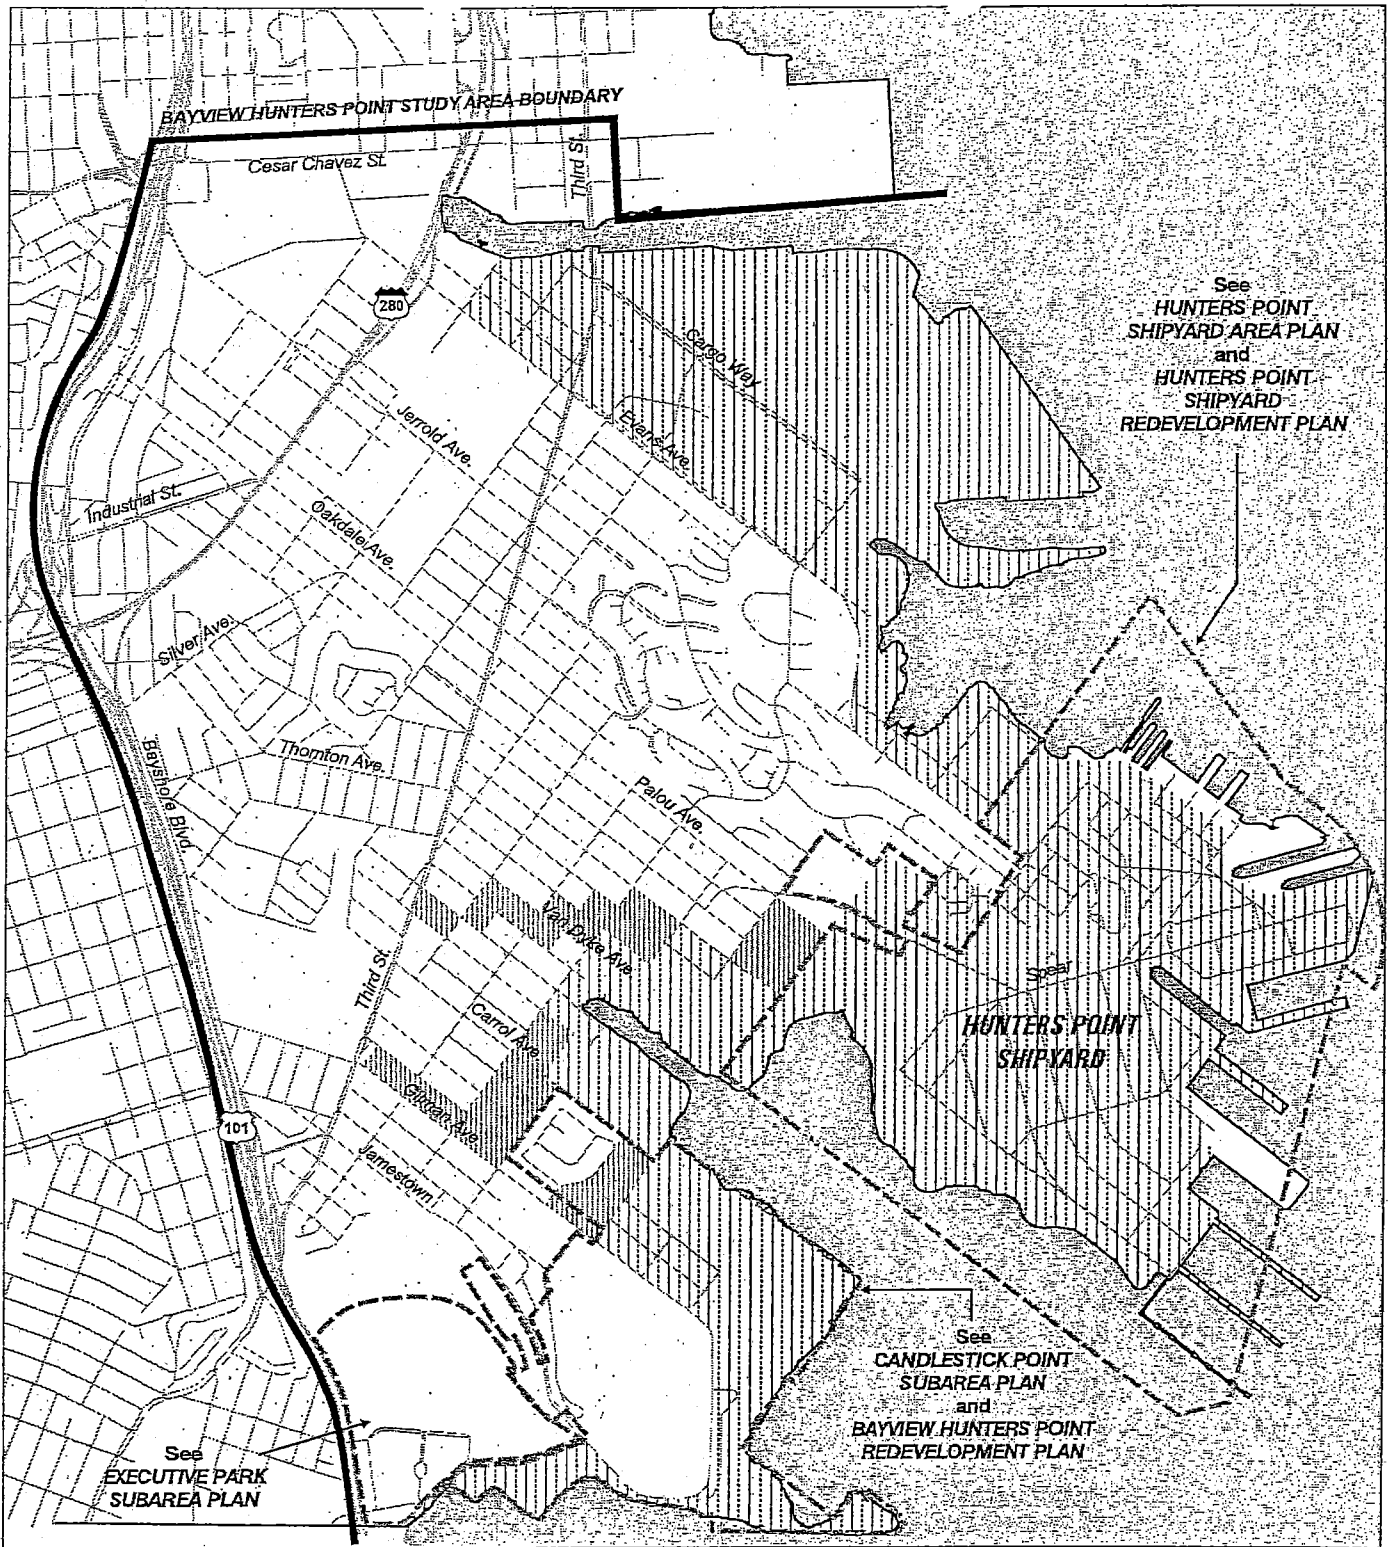 BAYVIEW HUNTERS POINT STUDY AREA BOUNDARY
Cesar Chavez St.
Third St.
280
See
HUNTERS POINT
SHIPYARD AREA PLAN
and
HUNTERS POINT
SHIPYARD
REDEVELOPMENT PLAN
Cargo Way
Evans Ave.
Jerrold Ave.
Industrial St.
Oakdale Ave.
Silver Ave.
Bayshore Blvd.
Thornton Ave.
Palou Ave.
Van Dyke Ave.
Third St.
Carrol Ave.
Spear
HUNTERS POINT
SHIPYARD
Gilman Ave.
101
Jamestown
See
CANDLESTICK POINT
SUBAREA PLAN
and
BAYVIEW HUNTERS POINT
REDEVELOPMENT PLAN
See
EXECUTIVE PARK
SUBAREA PLAN